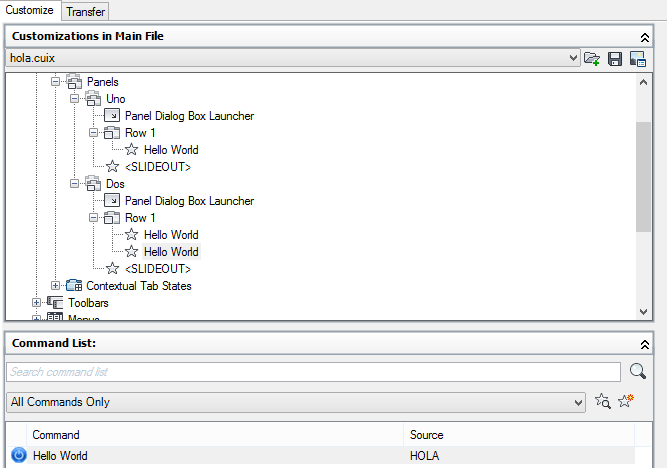 Customize
Transfer
Customizations in Main File
hola.cuix
Panels
Uno
Panel Dialog Box Launcher
Row 1
Hello World
<SLIDEOUT>
Dos
Panel Dialog Box Launcher
Row 1
Hello World
Hello World
<SLIDEOUT>
Contextual Tab States
Toolbars
Menus
Command List:
Search command list
All Commands Only
Command Source
Hello World HOLA